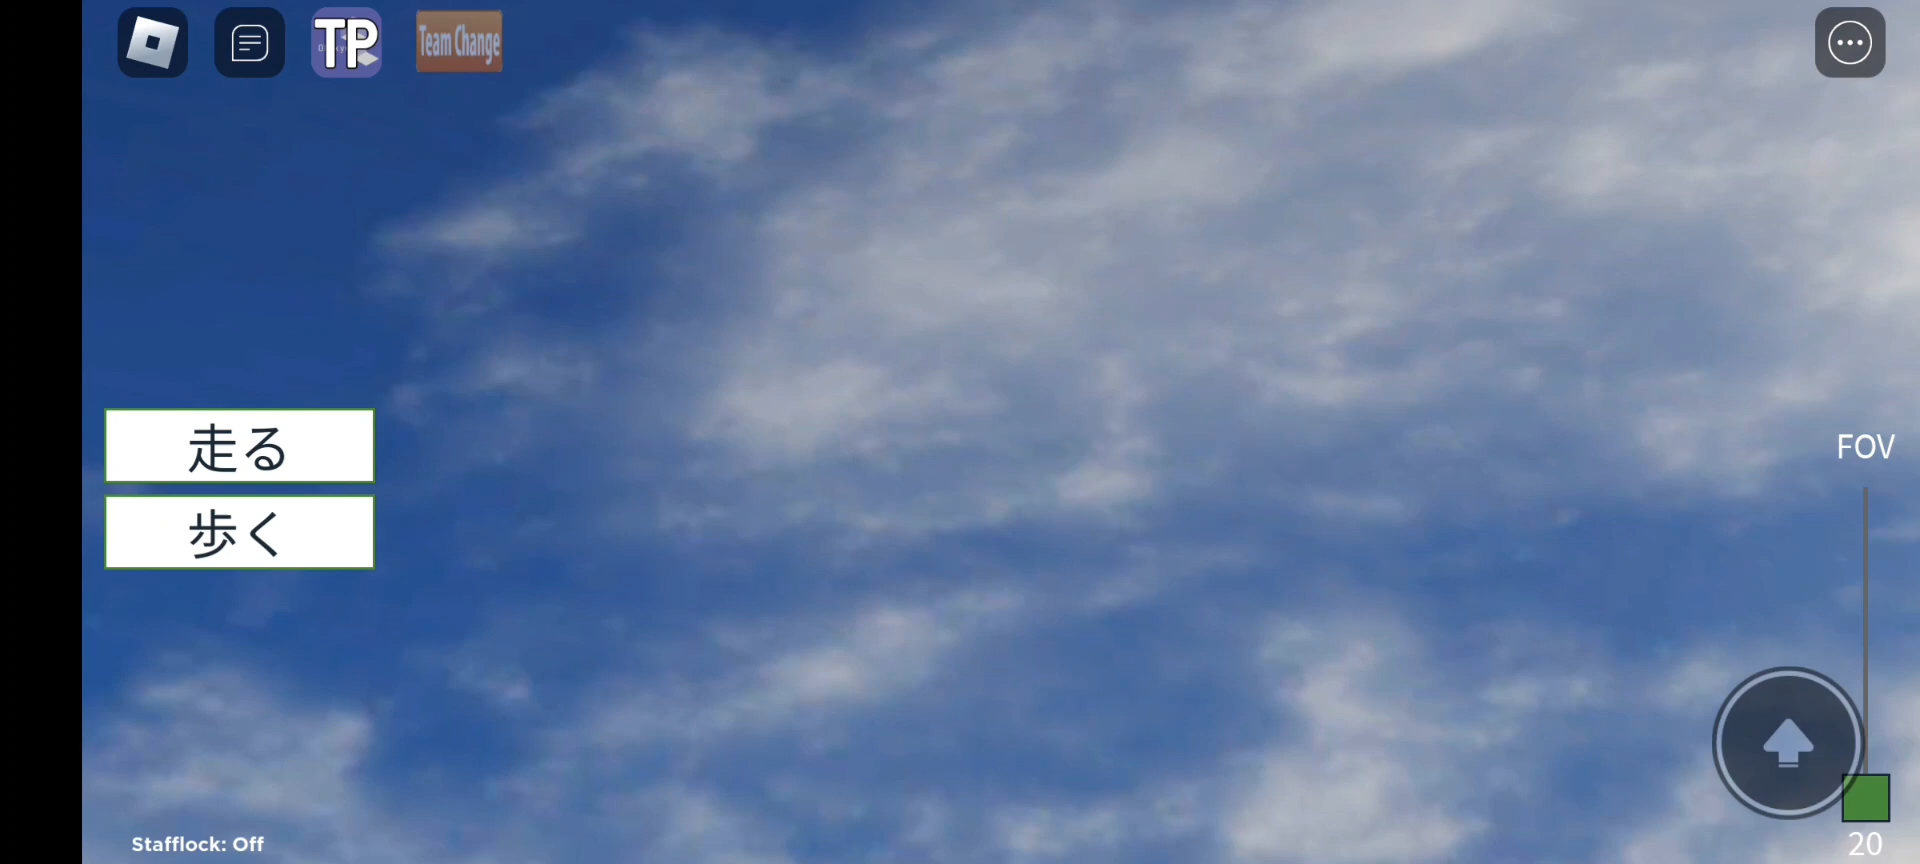 TP
Team Change
FOV
走る
歩く
20
Stafflock: Off